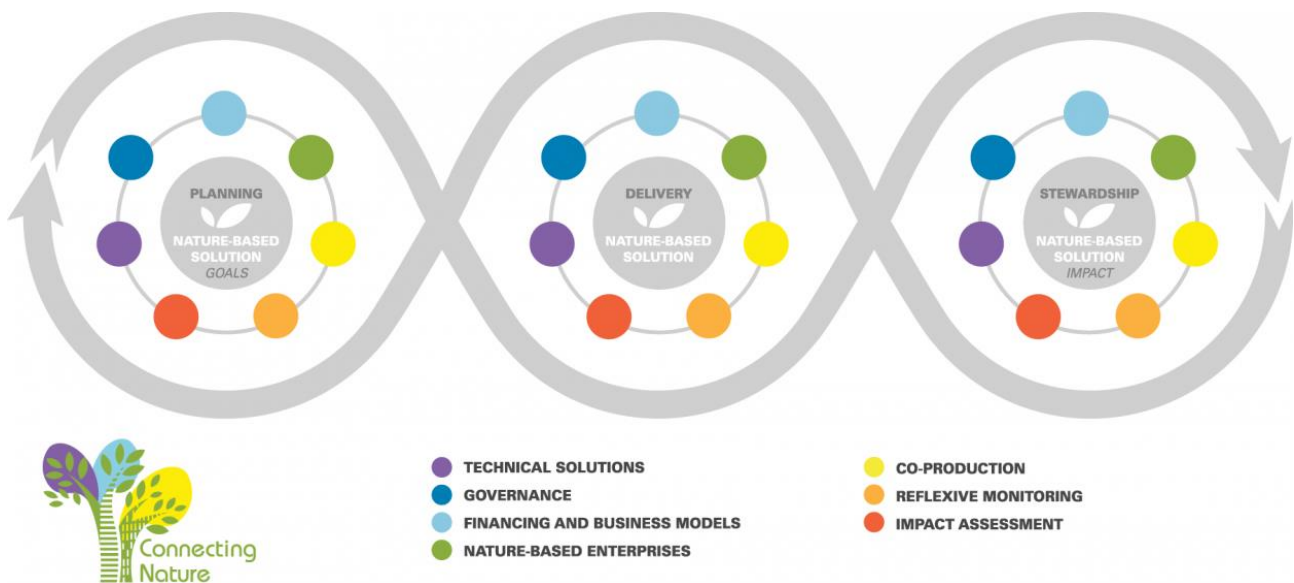 PLANNING
NATURE-BASED
SOLUTION
GOALS
DELIVERY
NATURE-BASED
SOLUTION
STEWARDSHIP
NATURE-BASED
SOLUTION
IMPACT
Connecting
Nature
TECHNICAL SOLUTIONS
GOVERNANCE
FINANCING AND BUSINESS MODELS
NATURE-BASED ENTERPRISES
CO-PRODUCTION
REFLEXIVE MONITORING
IMPACT ASSESSMENT